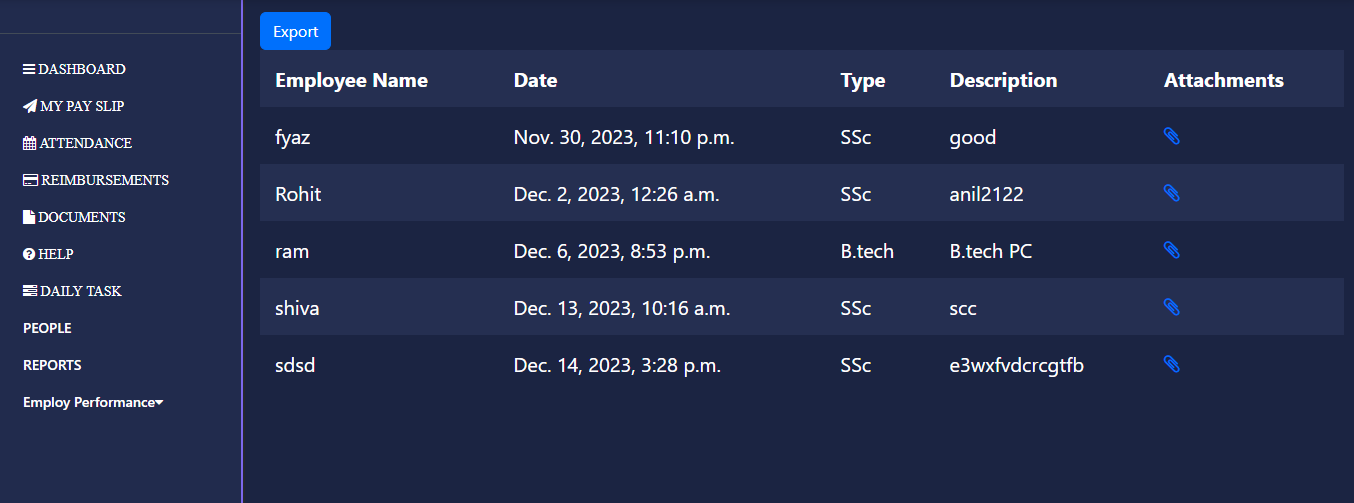 DASHBOARD
MY PAY SLIP
ATTENDANCE
REIMBURSEMENTS
DOCUMENTS
HELP
DAILY TASK
PEOPLE
REPORTS
Employ Performance
Export
Employee Name Date Type Description Attachments
fyaz Nov. 30, 2023, 11:10 p.m. SSc good
Rohit Dec. 2, 2023, 12:26 a.m. SSc anil2122
ram Dec. 6, 2023, 8:53 p.m. B.tech B.tech PC
shiva Dec. 13, 2023, 10:16 a.m. SSc scc
sdsd Dec. 14, 2023, 3:28 p.m. SSc e3wxfvdcrcgtfb